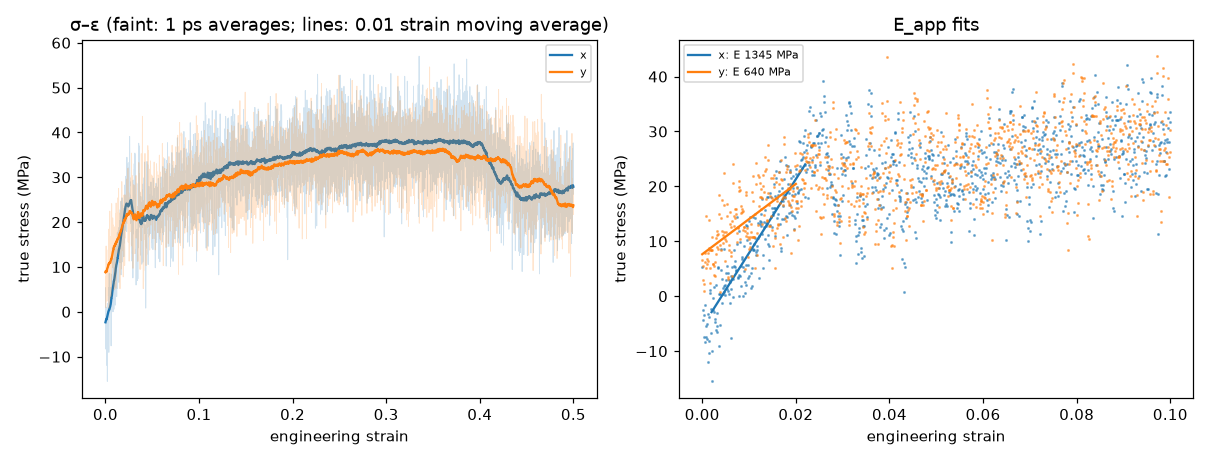 σ–ε (faint: 1 ps averages; lines: 0.01 strain moving average)
x
y
60
50
40
30
20
10
0
−10
true stress (MPa)
0.0
0.1
0.2
0.3
0.4
0.5
engineering strain
E_app fits
x: E 1345 MPa
y: E 640 MPa
40
30
20
10
0
−10
true stress (MPa)
0.00
0.02
0.04
0.06
0.08
0.10
engineering strain